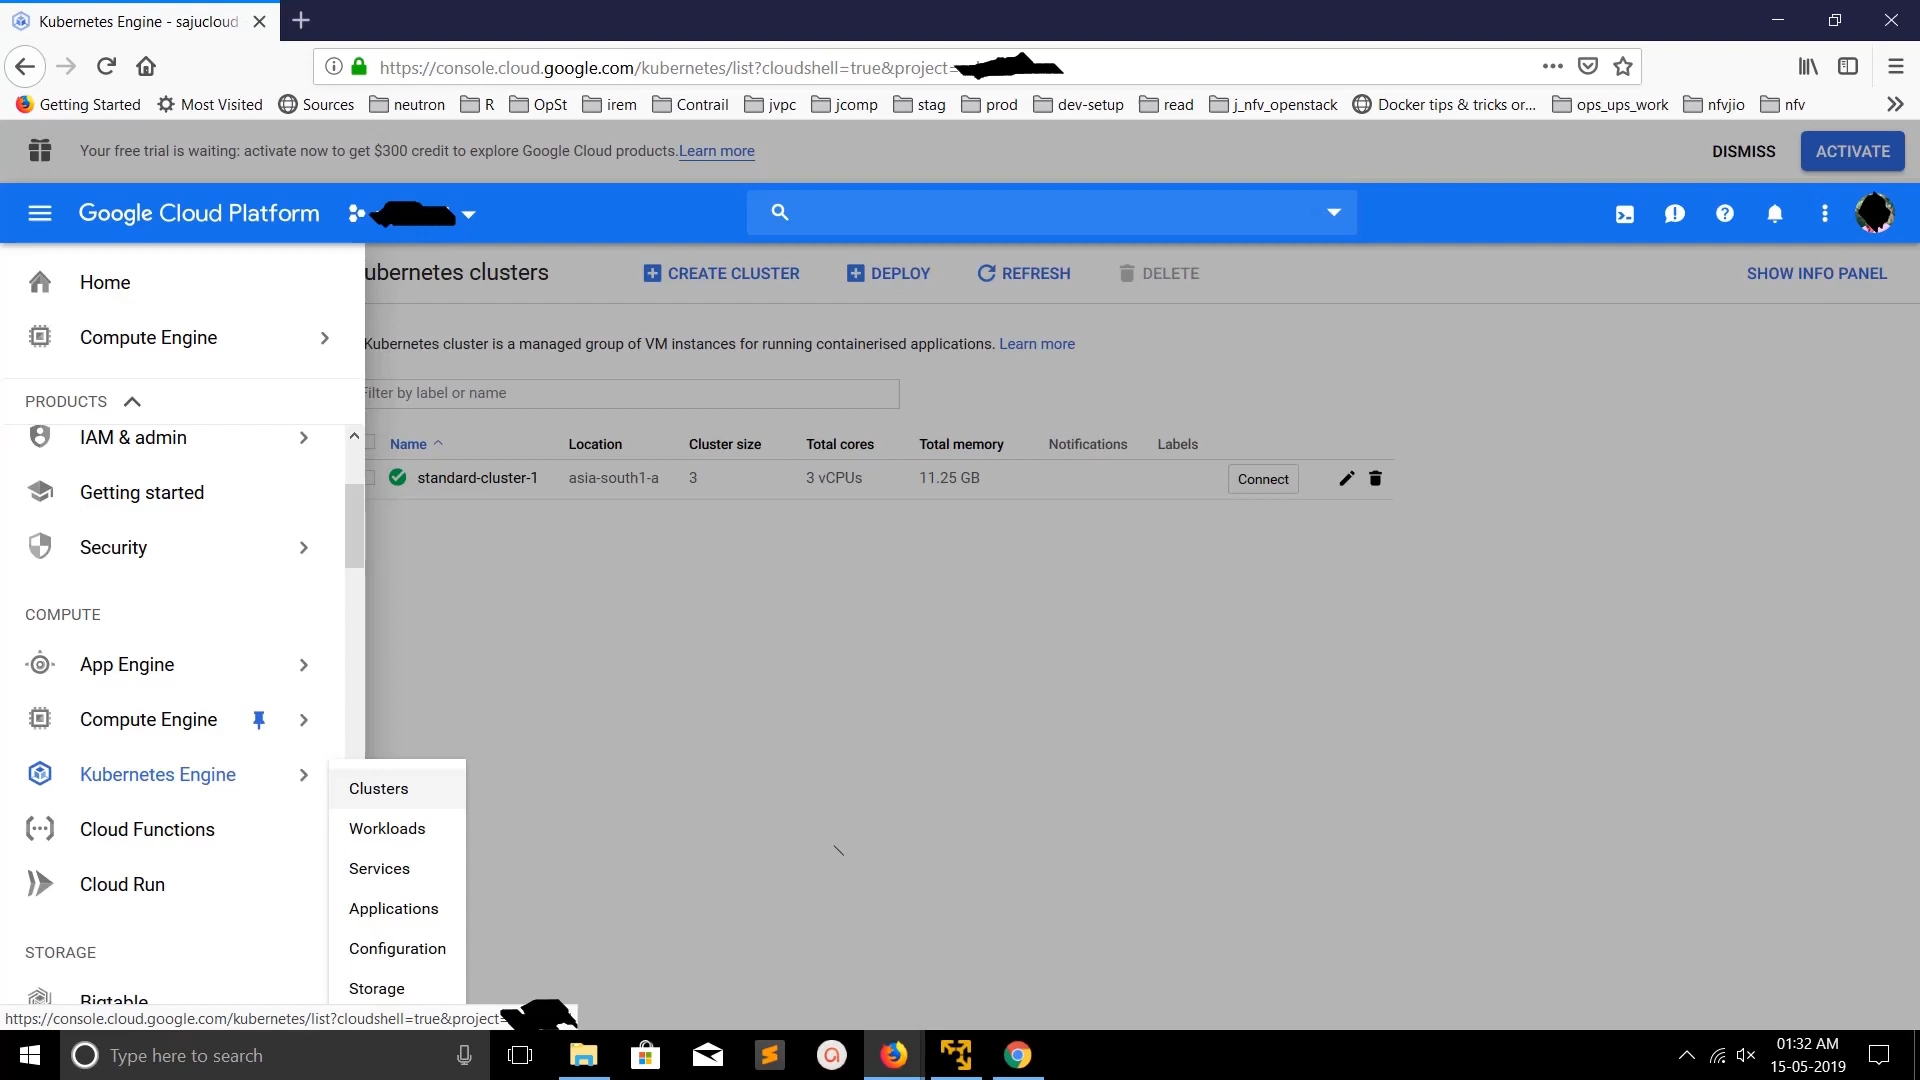 Kubernetes Engine - sajucloud
https://console.cloud.google.com/kubernetes/list?cloudshell=true&project=
Getting Started Most Visited Sources neutron R OpSt irem Contrail jvpc jcomp stag prod dev-setup read j_nfv_openstack Docker tips & tricks or... ops_ups_work nfvjio nfv
Your free trial is waiting: activate now to get $300 credit to explore Google Cloud products. Learn more DISMISS ACTIVATE
Google Cloud Platform
Home
ubernetes clusters CREATE CLUSTER DEPLOY REFRESH DELETE SHOW INFO PANEL
Compute Engine
Kubernetes cluster is a managed group of VM instances for running containerised applications. Learn more
PRODUCTS
Filter by label or name
IAM & admin
Name Location Cluster size Total cores Total memory Notifications Labels
standard-cluster-1 asia-south1-a 3 3 vCPUs 11.25 GB Connect
Getting started
Security
COMPUTE
App Engine
Compute Engine
Kubernetes Engine
Clusters
Workloads
Cloud Functions
Services
Cloud Run
Applications
Configuration
STORAGE
Storage
Bigtable
https://console.cloud.google.com/kubernetes/list?cloudshell=true&project=
Type here to search
01:32 AM
15-05-2019